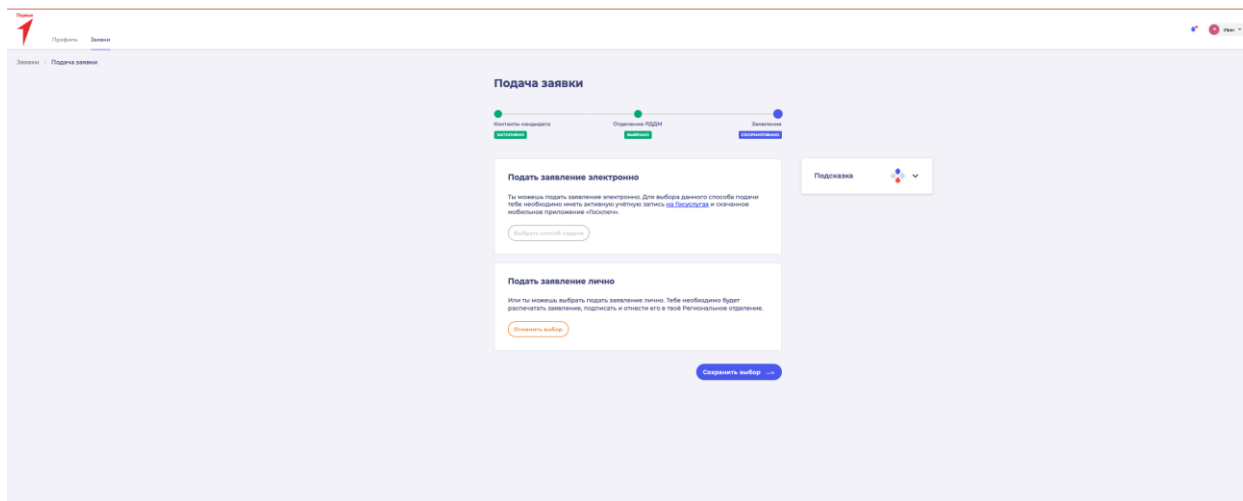 Профиль
Заявки
Иван
Заявки
Подача заявки
Подача заявки
Контакты кандидата
Отделение РДДМ
Заявление
ЗАПОЛНЕНО
ВЫБРАНО
СФОРМИРОВАНО
Подать заявление электронно
Ты можешь подать заявление электронно. Для выбора данного способа подачи
тебе необходимо иметь активную учётную запись на Госуслугах и скачанное
мобильное приложение «Госключ».
Выбрать способ подачи
Подсказка
Подать заявление лично
Или ты можешь выбрать подать заявление лично. Тебе необходимо будет
распечатать заявление, подписать и отнести его в твоё Региональное отделение.
Отменить выбор
Сохранить выбор